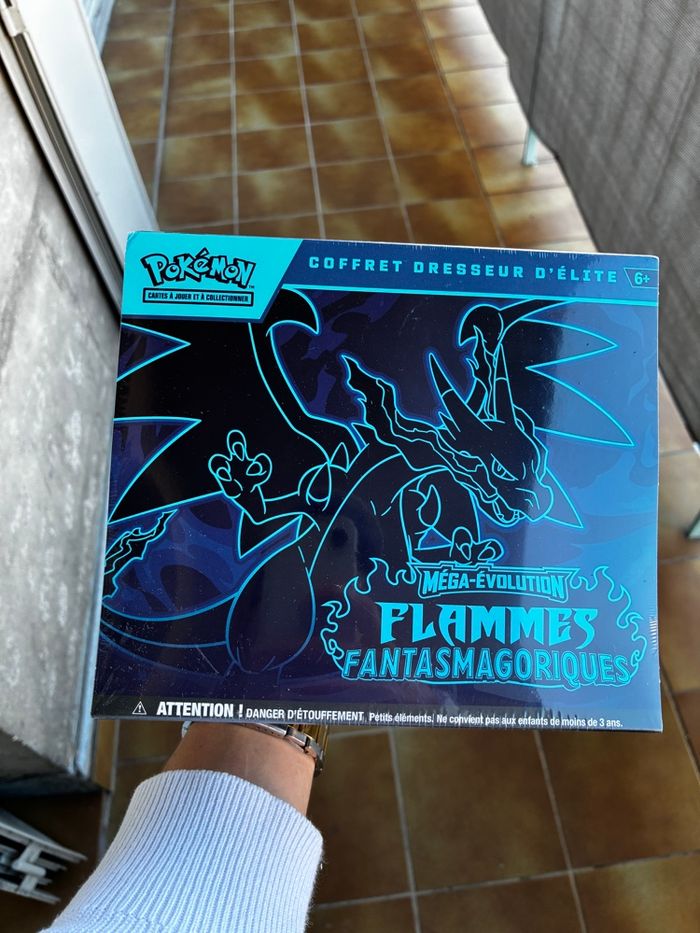 POKéMON
CARTES À JOUER ET À COLLECTIONNER
COFFRET DRESSEUR D'ÉLITE 6+
MÉGA-ÉVOLUTION
FLAMMES
FANTASMAGORIQUES
ATTENTION ! DANGER D'ÉTOUFFEMENT. Petits éléments. Ne convient pas aux enfants de moins de 3 ans.